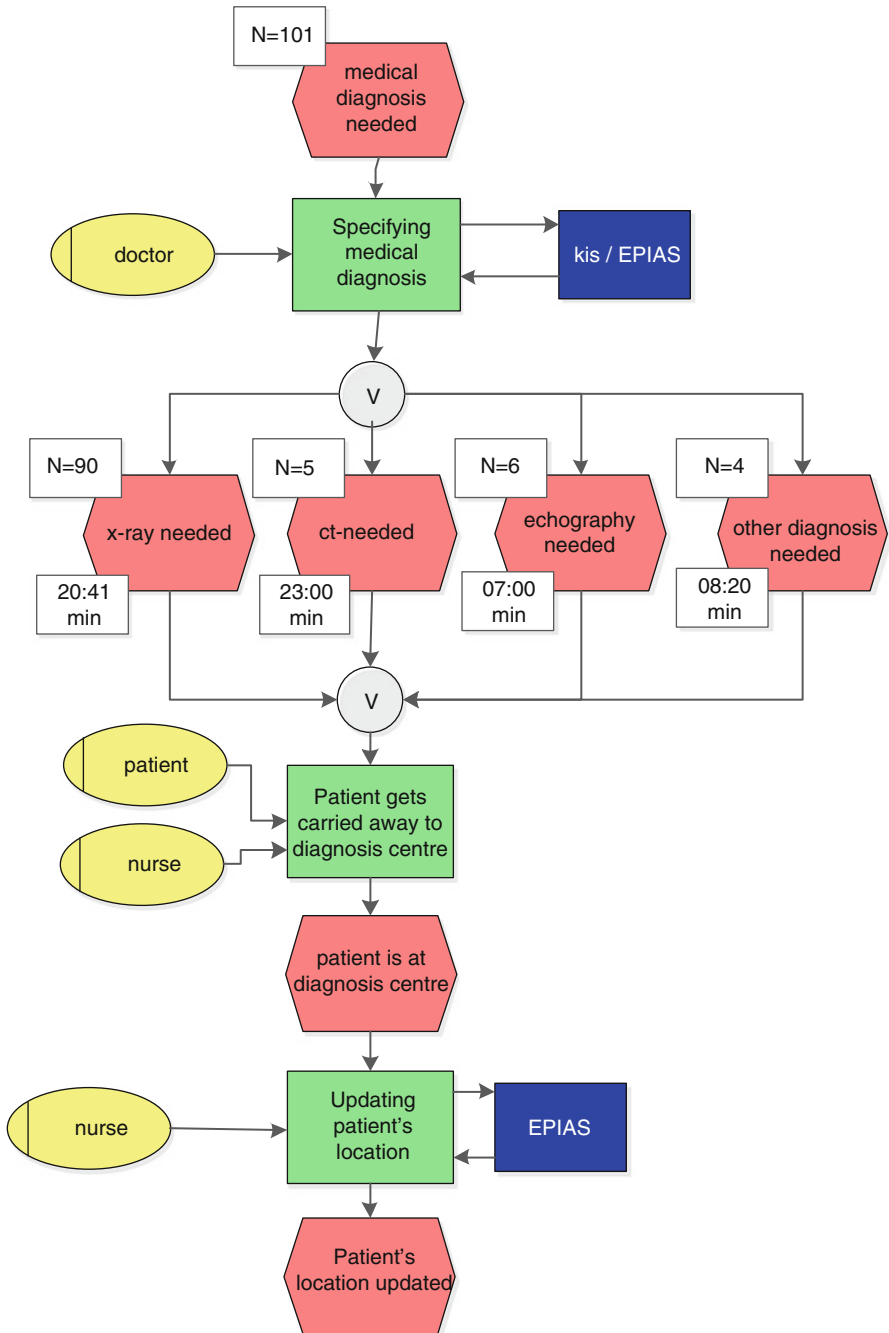 N=101
medical
diagnosis
needed
doctor
Specifying
medical
diagnosis
kis / EPIAS
V
N=90
x-ray needed
20:41
min
N=5
ct-needed
23:00
min
N=6
echography
needed
07:00
min
N=4
other diagnosis
needed
08:20
min
V
patient
nurse
Patient gets
carried away to
diagnosis centre
patient is at
diagnosis centre
nurse
Updating
patient's
location
EPIAS
Patient's
location updated